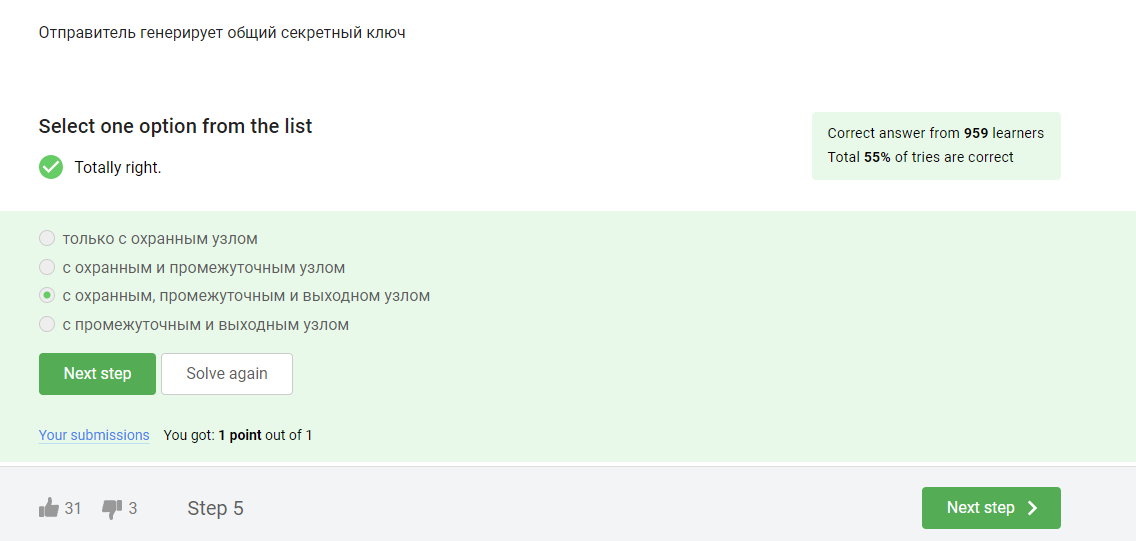 Отправитель генерирует общий секретный ключ
Select one option from the list
Correct answer from 959 learners
Total 55% of tries are correct
Totally right.
только с охранным узлом
с охранным и промежуточным узлом
с охранным, промежуточным и выходном узлом
с промежуточным и выходным узлом
Next step
Solve again
Your submissions You got: 1 point out of 1
31
3
Step 5
Next step